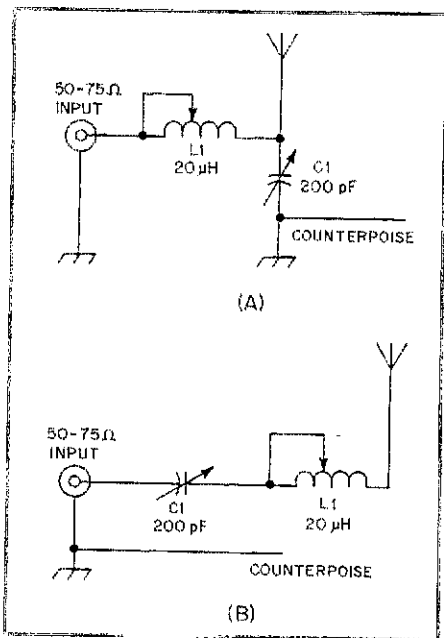 50-75Ω
INPUT
L1
20 µH
C1
200 pF
COUNTERPOISE
(A)
50-75Ω
INPUT
C1
200 pF
L1
20 µH
COUNTERPOISE
(B)